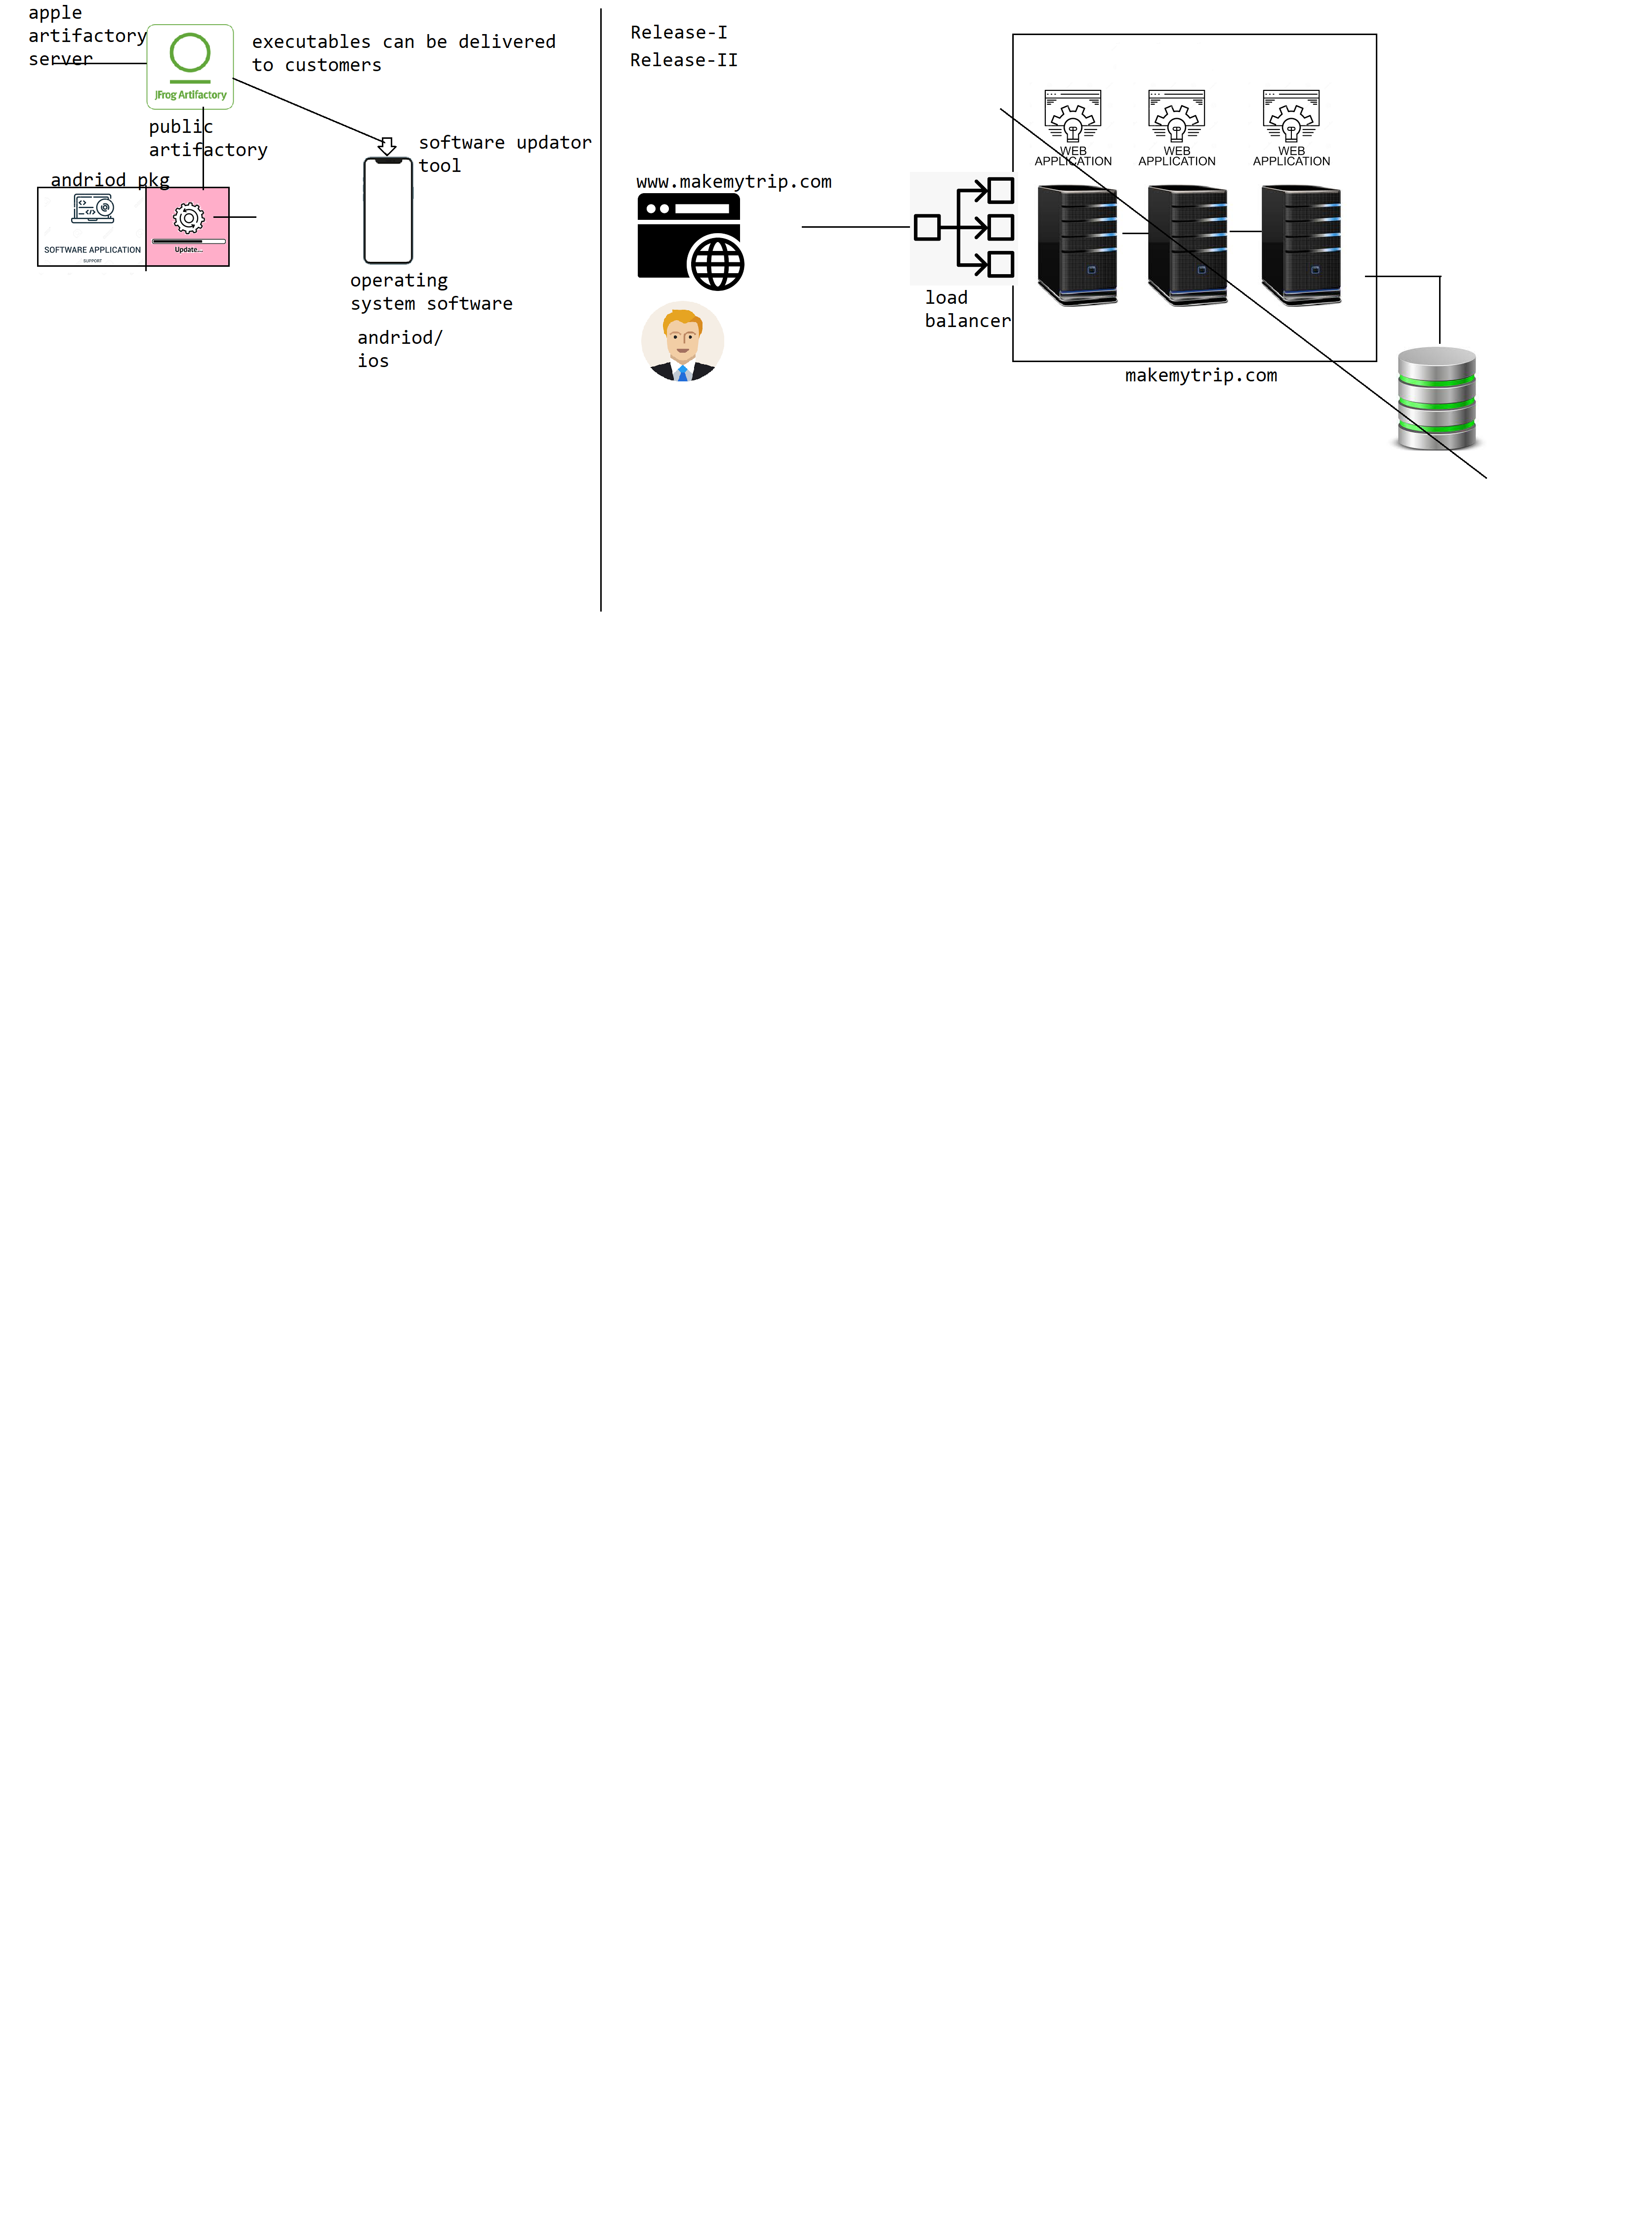 apple
artifactory
server
JFrog Artifactory
executables can be delivered
to customers
public
artifactory
software updator
tool
andriod pkg
SOFTWARE APPLICATION
SUPPORT
Update...
operating
system software
andriod/
ios
Release-I
Release-II
www.makemytrip.com
load
balancer
WEB
APPLICATION
WEB
APPLICATION
WEB
APPLICATION
makemytrip.com